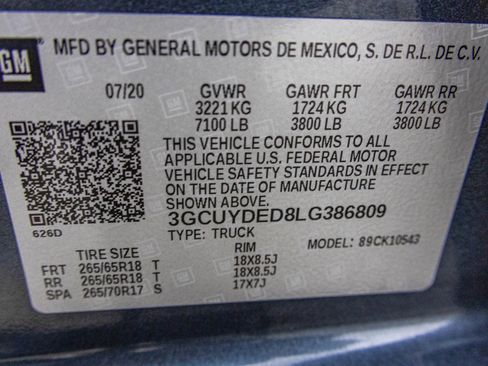 GM
MFD BY GENERAL MOTORS DE MEXICO, S. DE R.L. DE C.V.
07/20 GVWR GAWR FRT GAWR RR
3221 KG 1724 KG 1724 KG
7100 LB 3800 LB 3800 LB
THIS VEHICLE CONFORMS TO ALL
APPLICABLE U.S. FEDERAL MOTOR
VEHICLE SAFETY STANDARDS IN EFFECT
ON THE DATE OF MANUFACTURE
SHOWN ABOVE.
3GCUYDED8LG386809
626D TYPE: TRUCK MODEL: 89CK10543
TIRE SIZE RIM
FRT 265/65R18 T 18X8.5J
RR 265/65R18 T 18X8.5J
SPA 265/70R17 S 17X7J